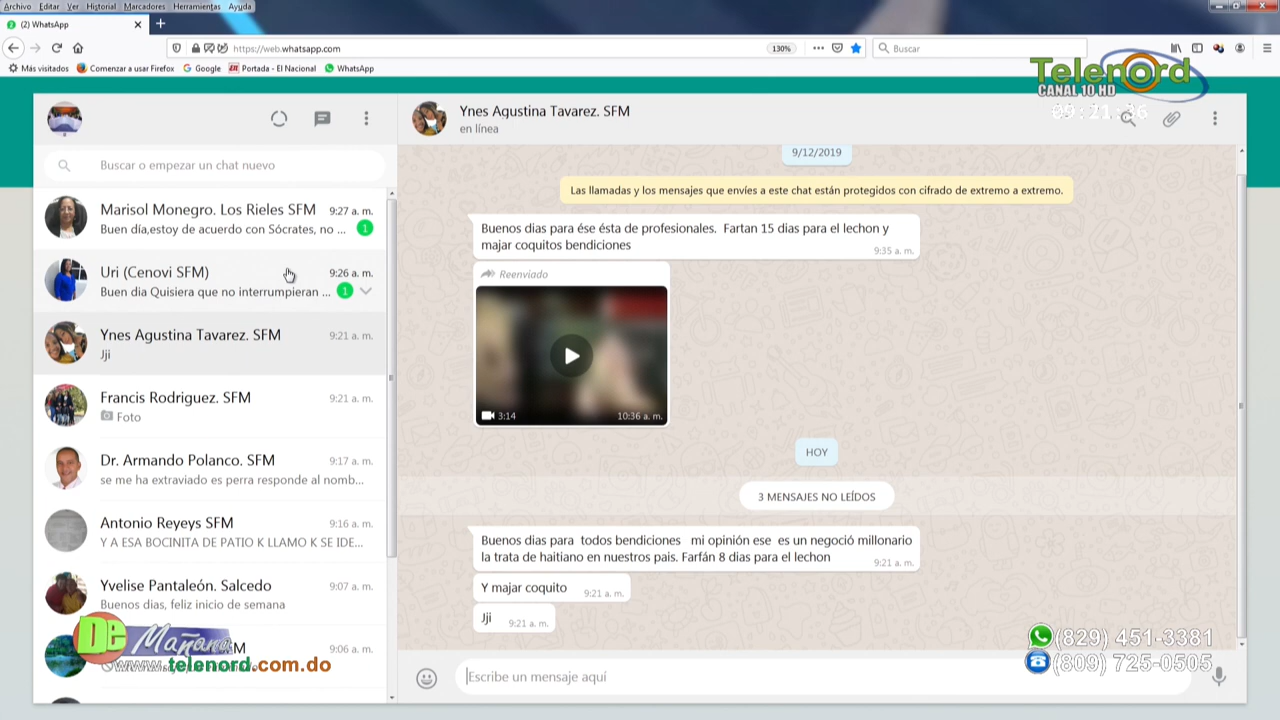 Archivo Editar Ver Historial Marcadores Herramientas Ayuda
(2) WhatsApp
https://web.whatsapp.com
130%
Buscar
Más visitados Comenzar a usar Firefox Google Portada - El Nacional WhatsApp
Telenord
CANAL 10.HD
09:21:36
Ynes Agustina Tavarez. SFM
en línea
Buscar o empezar un chat nuevo
Marisol Monegro. Los Rieles SFM 9:27 a. m.
Buen día,estoy de acuerdo con Sócrates, no ... 1
Uri (Cenovi SFM) 9:26 a. m.
Buen dia Quisiera que no interrumpieran ... 1
Ynes Agustina Tavarez. SFM 9:21 a. m.
Jji
Francis Rodriguez. SFM 9:21 a. m.
Foto
Dr. Armando Polanco. SFM 9:17 a. m.
se me ha extraviado es perra responde al nomb...
Antonio Reyeys SFM 9:16 a. m.
Y A ESA BOCINITA DE PATIO K LLAMO K SE IDE...
Yvelise Pantaleón. Salcedo 9:07 a. m.
Buenos dias, feliz inicio de semana
9:06 a. m.
De Mañana
www.telenord.com.do
9/12/2019
Las llamadas y los mensajes que envíes a este chat están protegidos con cifrado de extremo a extremo.
Buenos dias para ése ésta de profesionales. Fartan 15 dias para el lechon y
majar coquitos bendiciones
9:35 a. m.
Reenviado
3:14 10:36 a. m.
HOY
3 MENSAJES NO LEÍDOS
Buenos dias para todos bendiciones mi opinión ese es un negoció millonario
la trata de haitiano en nuestros pais. Farfán 8 dias para el lechon
9:21 a. m.
Y majar coquito 9:21 a. m.
Jji 9:21 a. m.
Escribe un mensaje aquí
(829) 451-3381
(809) 725-0505